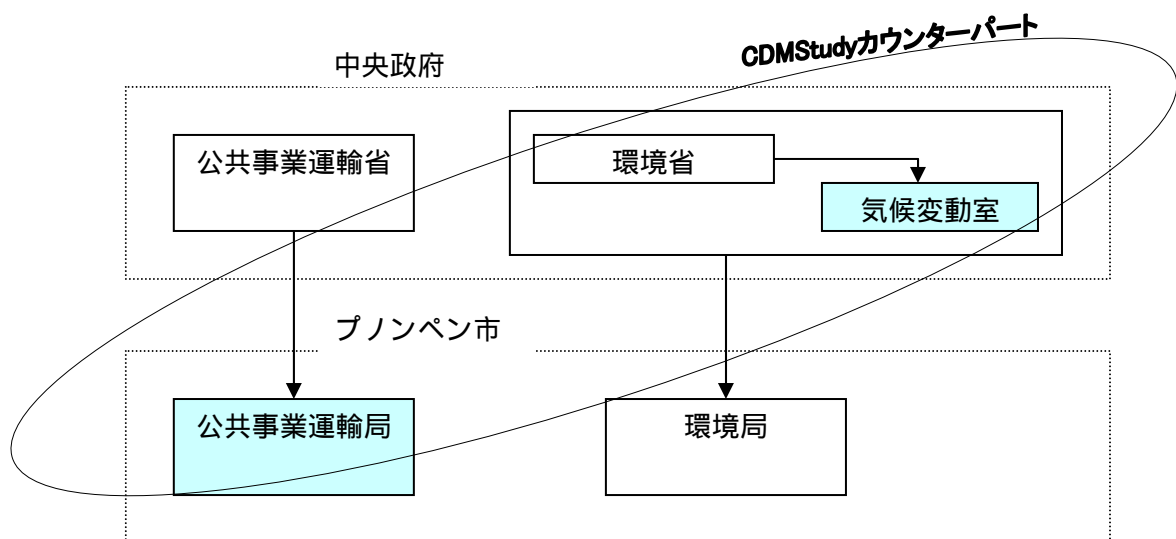 CDMStudyカウンターパート
中央政府
公共事業運輸省
環境省
気候変動室
プノンペン市
公共事業運輸局
環境局